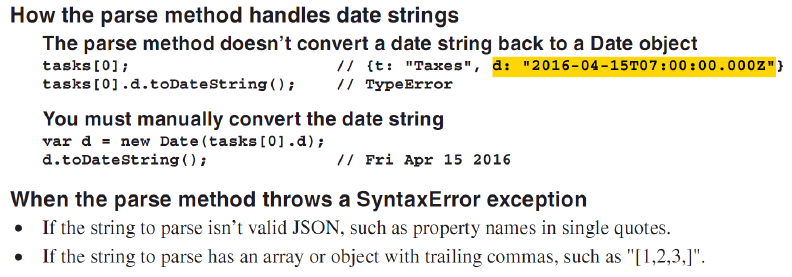 How the parse method handles date strings
The parse method doesn't convert a date string back to a Date object
tasks[0]; // {t: "Taxes", d: "2016-04-15T07:00:00.000Z"}
tasks[0].d.toDateString(); // TypeError
You must manually convert the date string
var d = new Date(tasks[0].d);
d.toDateString(); // Fri Apr 15 2016
When the parse method throws a SyntaxError exception
• If the string to parse isn't valid JSON, such as property names in single quotes.
• If the string to parse has an array or object with trailing commas, such as "[1,2,3,]".